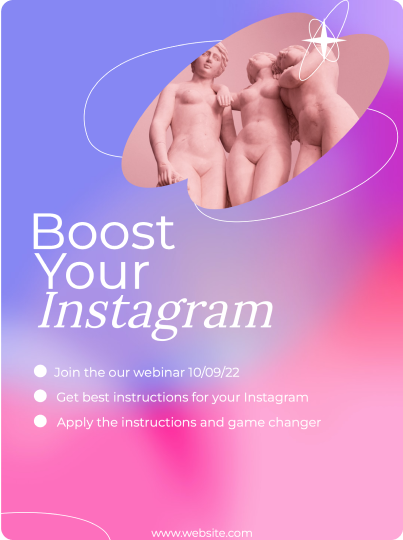 Boost
Your
Instagram
Join the our webinar 10/09/22
Get best instructions for your Instagram
Apply the instructions and game changer
www.website.com